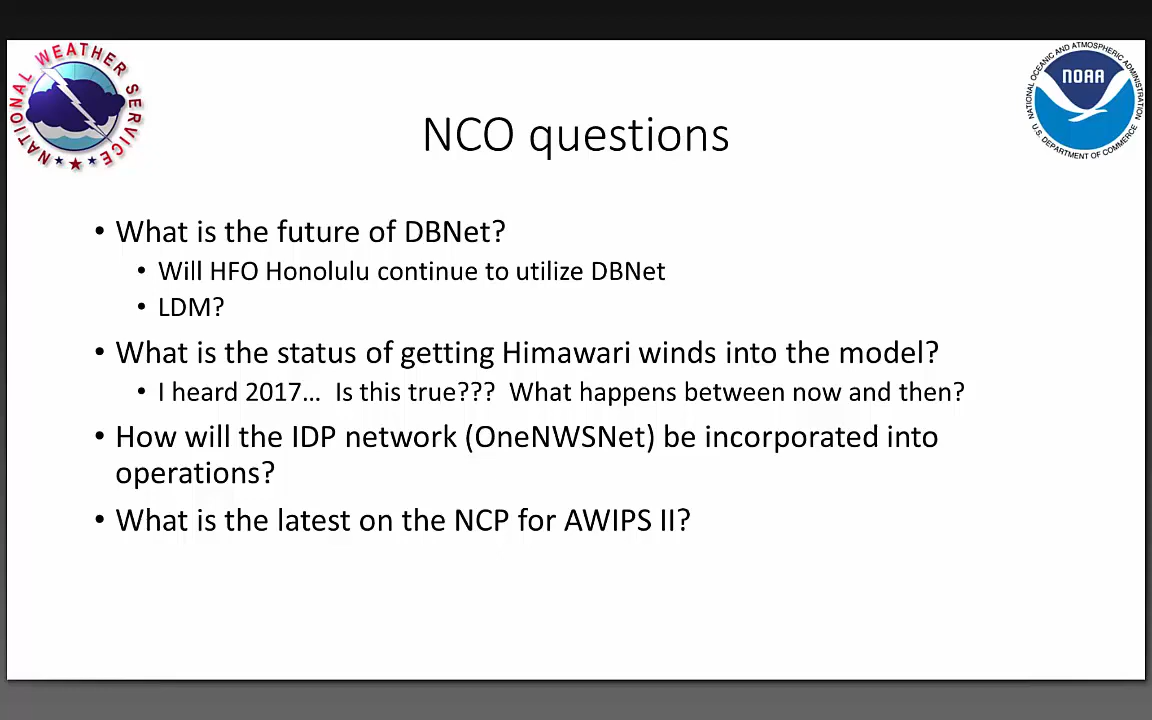 NATIONAL WEATHER SERVICE
NOAA
NATIONAL OCEANIC AND ATMOSPHERIC ADMINISTRATION
U.S. DEPARTMENT OF COMMERCE
NCO questions
• What is the future of DBNet?
• Will HFO Honolulu continue to utilize DBNet
• LDM?
• What is the status of getting Himawari winds into the model?
• I heard 2017... Is this true??? What happens between now and then?
• How will the IDP network (OneNWSNet) be incorporated into
operations?
• What is the latest on the NCP for AWIPS II?